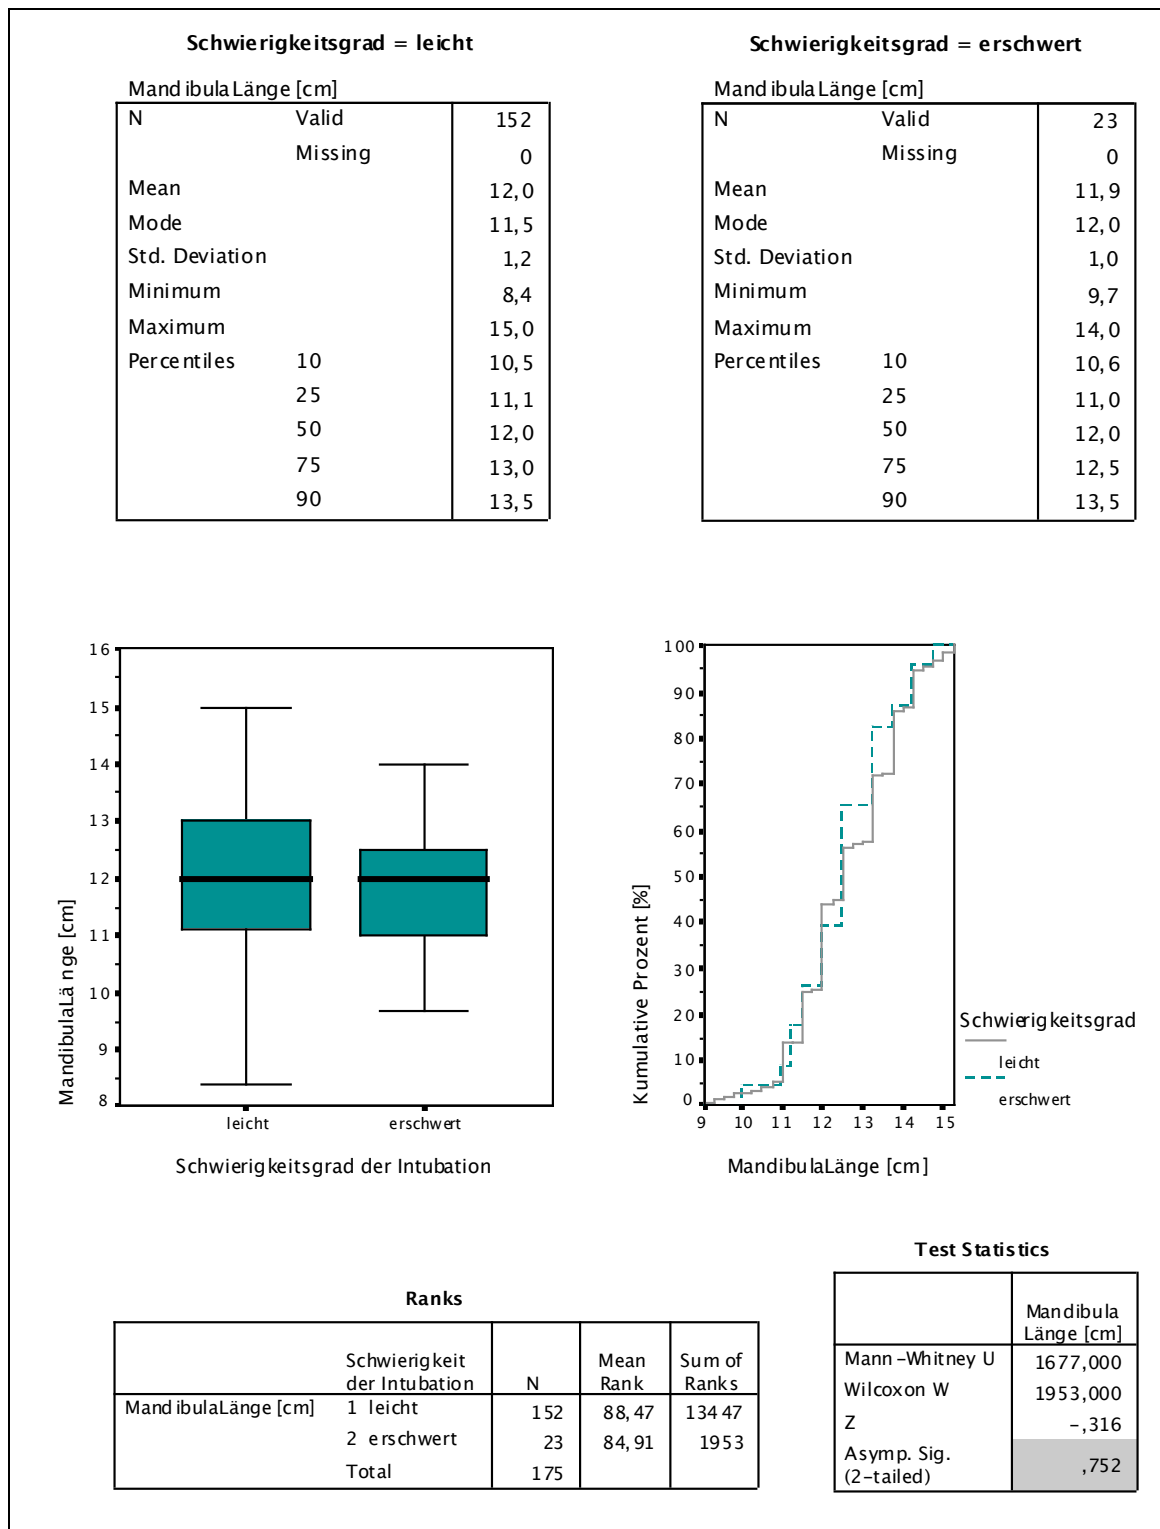 Schwierigkeitsgrad = leicht
MandibulaLänge [cm]
N Valid 152
Missing 0
Mean 12,0
Mode 11,5
Std. Deviation 1,2
Minimum 8,4
Maximum 15,0
Percentiles 10 10,5
25 11,1
50 12,0
75 13,0
90 13,5
Schwierigkeitsgrad = erschwert
MandibulaLänge [cm]
N Valid 23
Missing 0
Mean 11,9
Mode 12,0
Std. Deviation 1,0
Minimum 9,7
Maximum 14,0
Percentiles 10 10,6
25 11,0
50 12,0
75 12,5
90 13,5
MandibulaLänge [cm]
16
15
14
13
12
11
10
9
8
leicht erschwert
Schwierigkeitsgrad der Intubation
Kumulative Prozent [%]
100
90
80
70
60
50
40
30
20
10
0
9 10 11 12 13 14 15
MandibulaLänge [cm]
Schwierigkeitsgrad
leicht
erschwert
Ranks
Schwierigkeit der Intubation N Mean Rank Sum of Ranks
MandibulaLänge [cm] 1 leicht 152 88,47 13447
2 erschwert 23 84,91 1953
Total 175
Test Statistics
Mandibula
Länge [cm]
Mann-Whitney U 1677,000
Wilcoxon W 1953,000
Z -,316
Asymp. Sig. (2-tailed) ,752